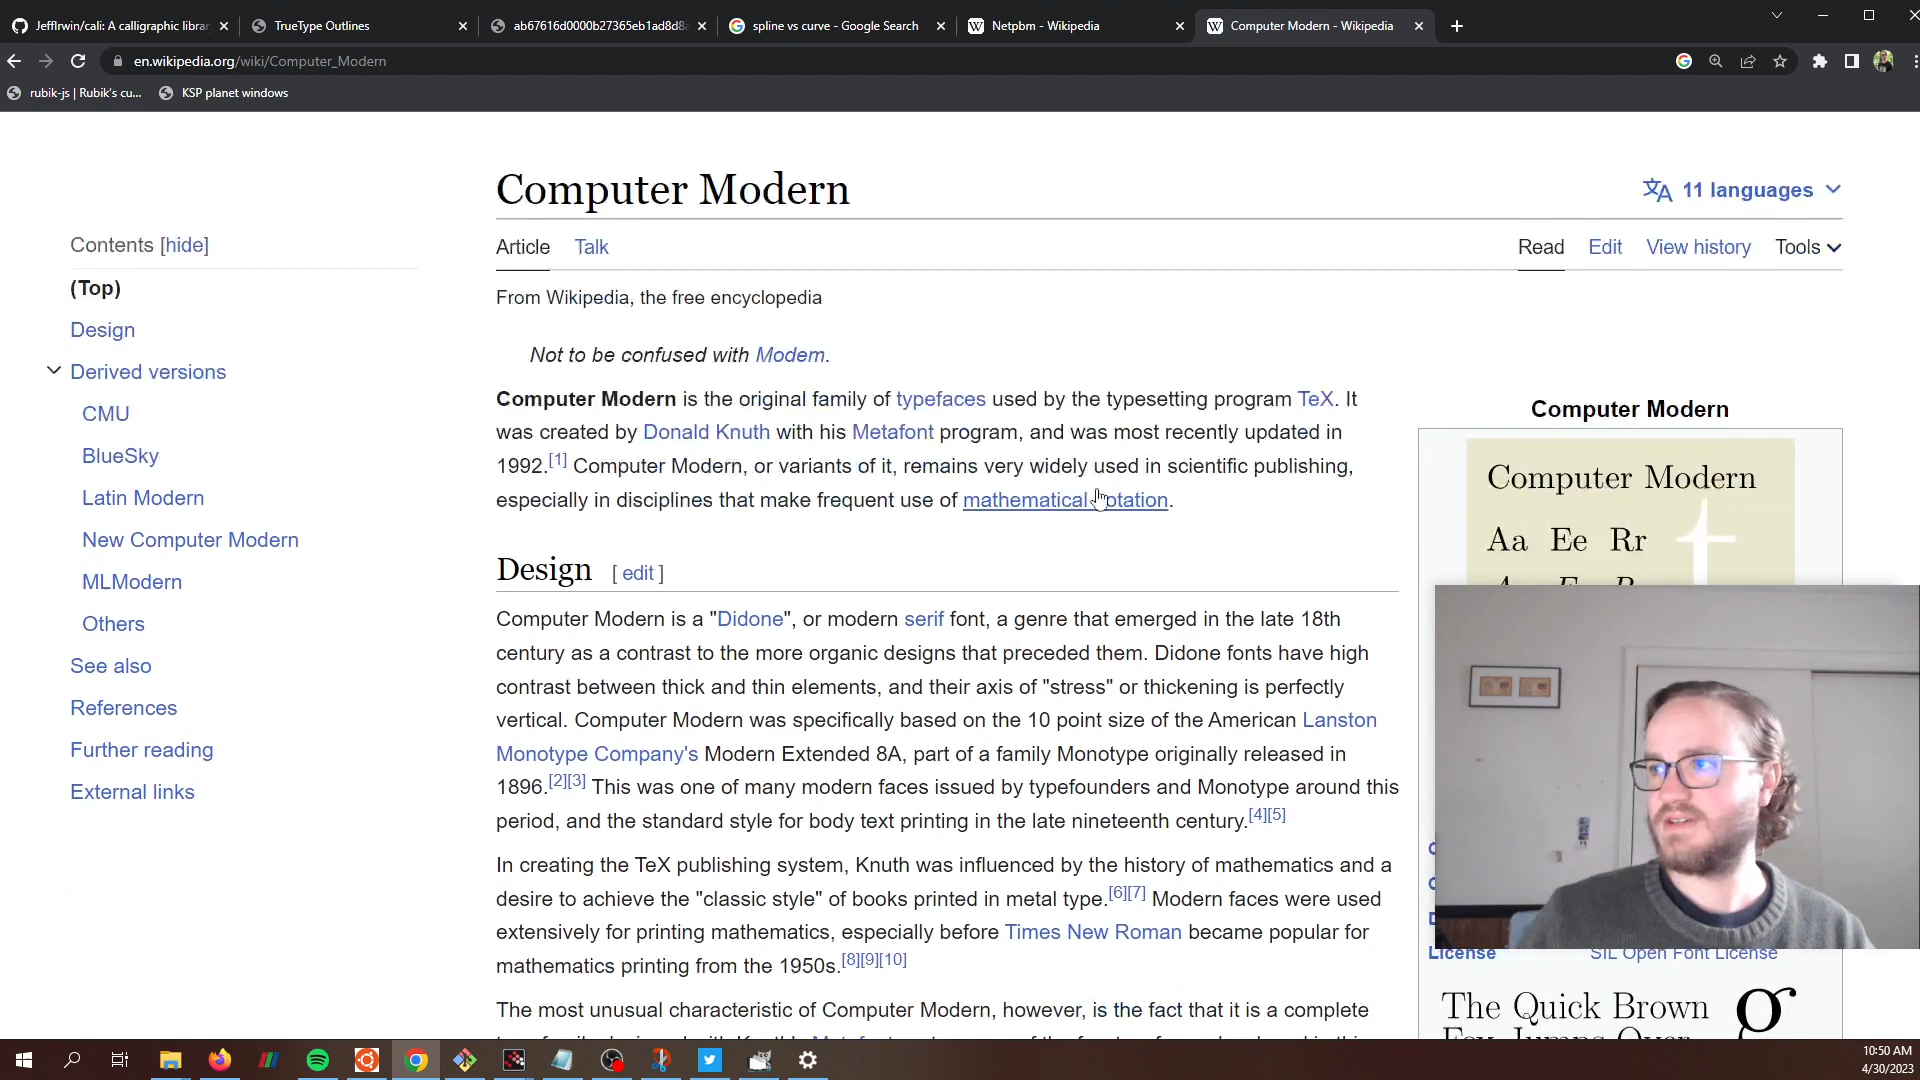 JeffIrwin/cali: A calligraphic librar
TrueType Outlines
ab67616d0000b27365eb1ad8d8a
spline vs curve - Google Search
Netpbm - Wikipedia
Computer Modern - Wikipedia
en.wikipedia.org/wiki/Computer_Modern
rubik-js | Rubik's cu...
KSP planet windows
Computer Modern
11 languages
Contents [hide]
(Top)
Design
Derived versions
CMU
BlueSky
Latin Modern
New Computer Modern
MLModern
Others
See also
References
Further reading
External links
Article Talk
Read Edit View history Tools
From Wikipedia, the free encyclopedia
Not to be confused with Modem.
Computer Modern is the original family of typefaces used by the typesetting program TeX. It
was created by Donald Knuth with his Metafont program, and was most recently updated in
1992.[1] Computer Modern, or variants of it, remains very widely used in scientific publishing,
especially in disciplines that make frequent use of mathematical notation.
Design [ edit ]
Computer Modern is a "Didone", or modern serif font, a genre that emerged in the late 18th
century as a contrast to the more organic designs that preceded them. Didone fonts have high
contrast between thick and thin elements, and their axis of "stress" or thickening is perfectly
vertical. Computer Modern was specifically based on the 10 point size of the American Lanston
Monotype Company's Modern Extended 8A, part of a family Monotype originally released in
1896.[2][3] This was one of many modern faces issued by typefounders and Monotype around this
period, and the standard style for body text printing in the late nineteenth century.[4][5]
In creating the TeX publishing system, Knuth was influenced by the history of mathematics and a
desire to achieve the "classic style" of books printed in metal type.[6][7] Modern faces were used
extensively for printing mathematics, especially before Times New Roman became popular for
mathematics printing from the 1950s.[8][9][10]
The most unusual characteristic of Computer Modern, however, is the fact that it is a complete
Computer Modern
Computer Modern
Aa Ee Rr
t
License SIL Open Font License
The Quick Brown
Fox Jumps Over
g
10:50 AM
4/30/2023